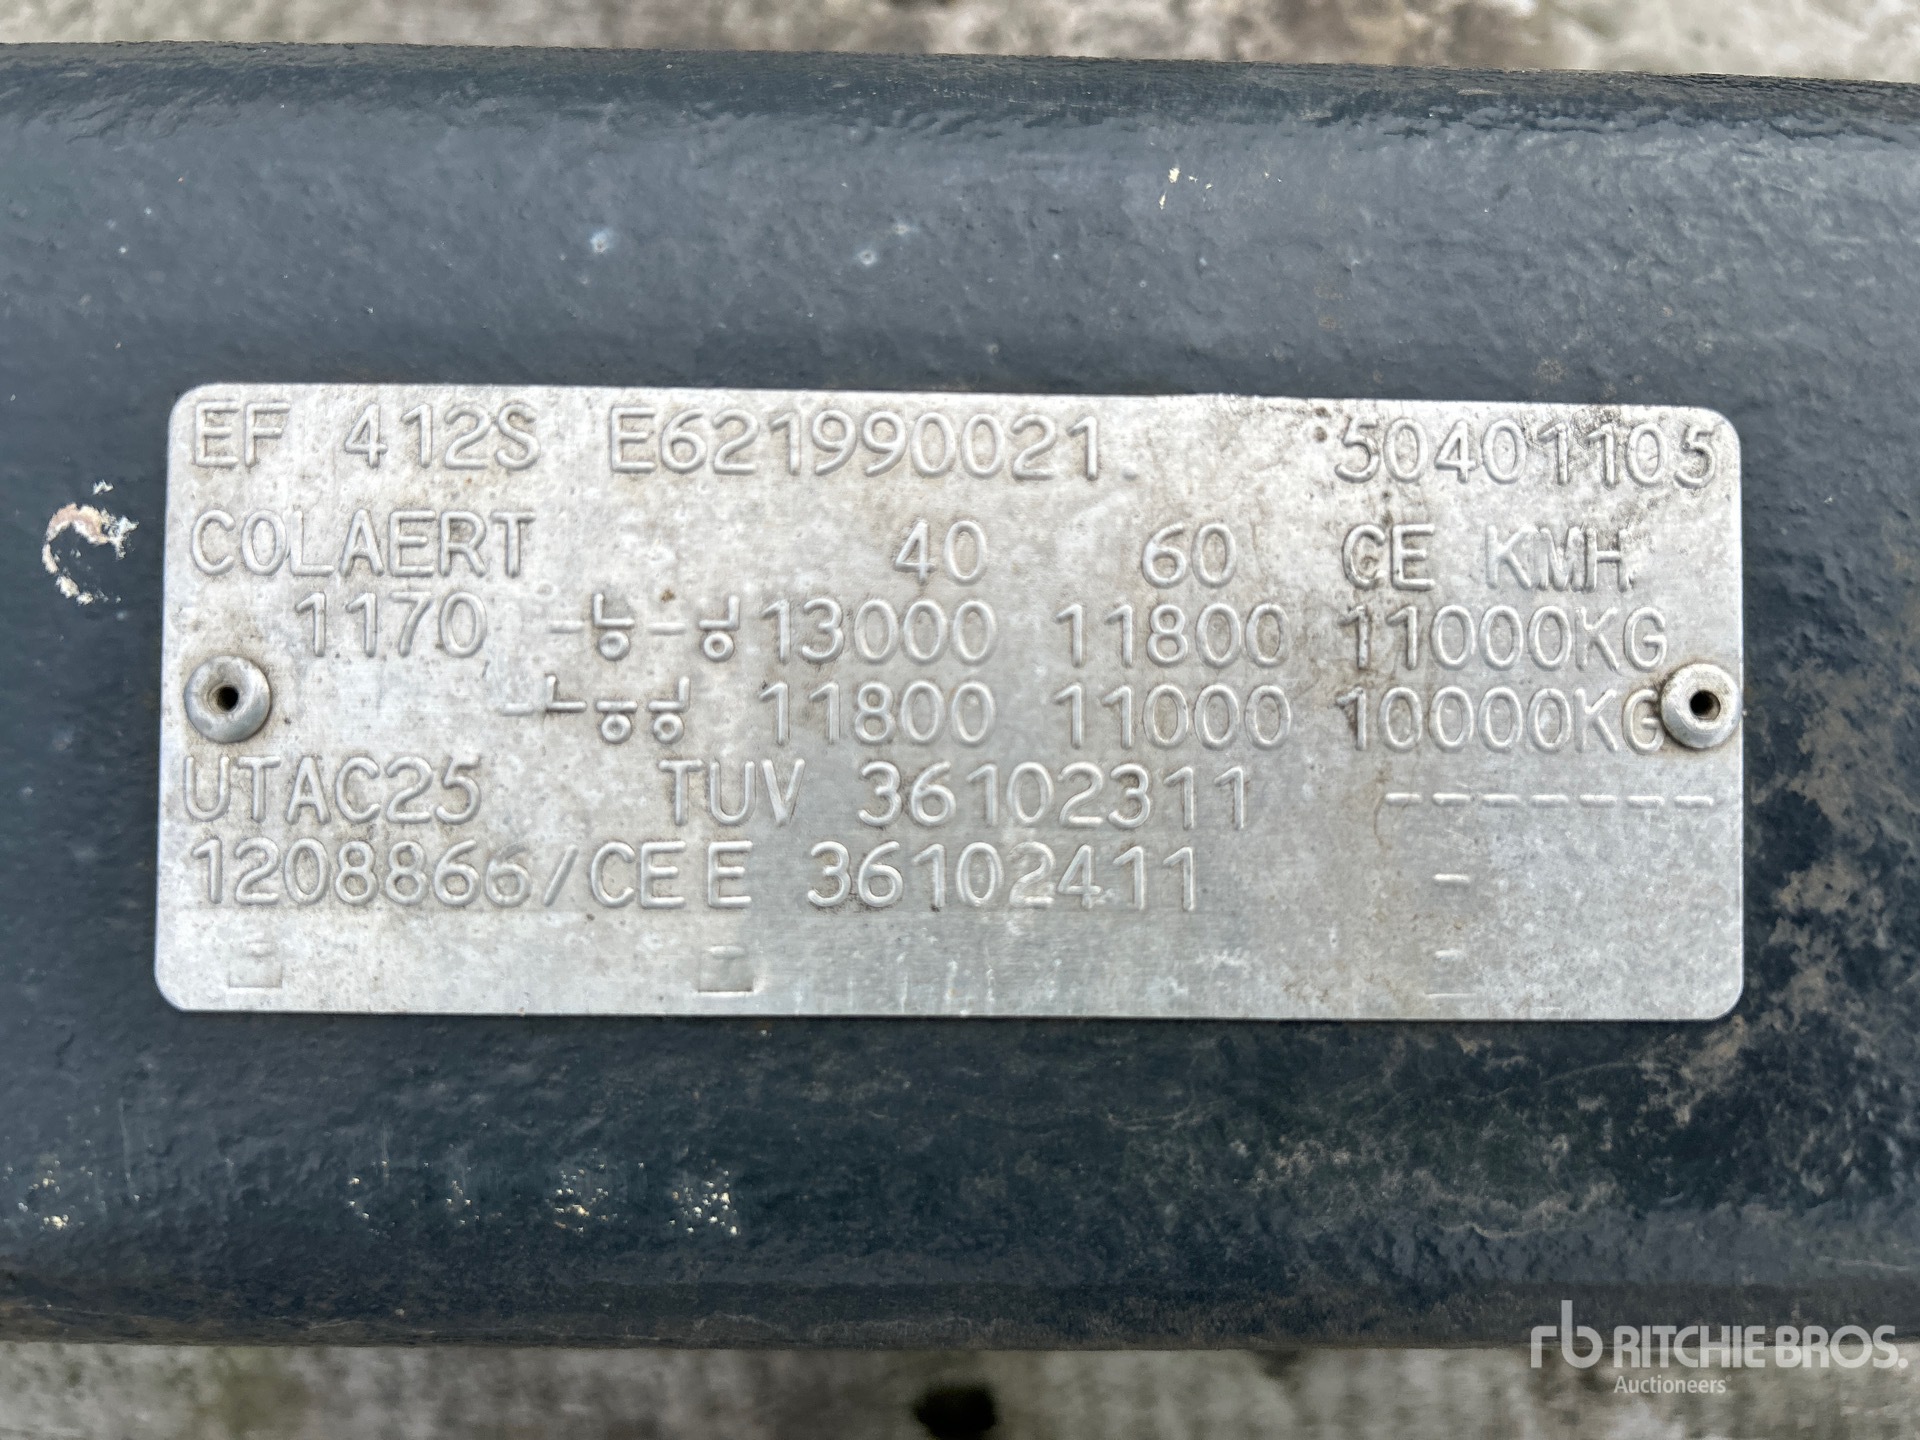 EF 412S E621990021 50401105
COLAERT 40 60 CE KMH
1170 13000 11800 11000KG
11800 11000 10000KG
UTAC25 TUV 36102311 -------
1208866/CEE 36102411 -
rb RITCHIE BROS.
Auctioneers